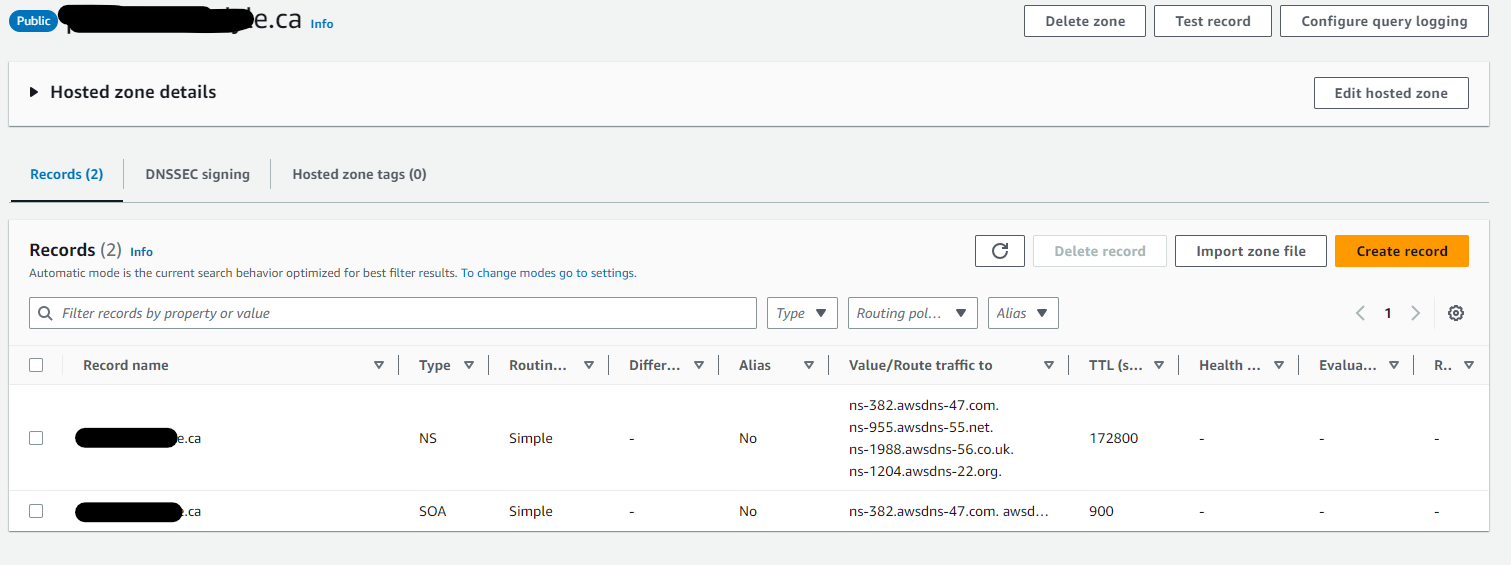 Public e.ca Info
Delete zone Test record Configure query logging
Hosted zone details
Edit hosted zone
Records (2) DNSSEC signing Hosted zone tags (0)
Records (2) Info
Automatic mode is the current search behavior optimized for best filter results. To change modes go to settings.
Delete record Import zone file Create record
Filter records by property or value Type Routing pol... Alias 1
Record name Type Routin... Differ... Alias Value/Route traffic to TTL (s... Health ... Evalua... R..
ns-382.awsdns-47.com.
ns-955.awsdns-55.net.
e.ca NS Simple - No 172800 - - -
ns-1988.awsdns-56.co.uk.
ns-1204.awsdns-22.org.
.ca SOA Simple - No ns-382.awsdns-47.com. awsd... 900 - - -